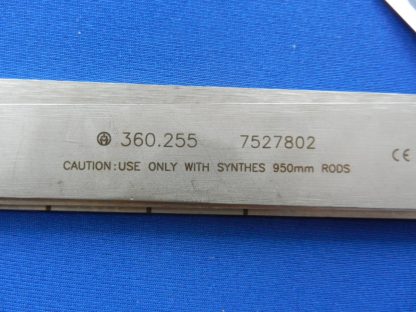 360.255 7527802
CE
CAUTION:USE ONLY WITH SYNTHES 950mm RODS